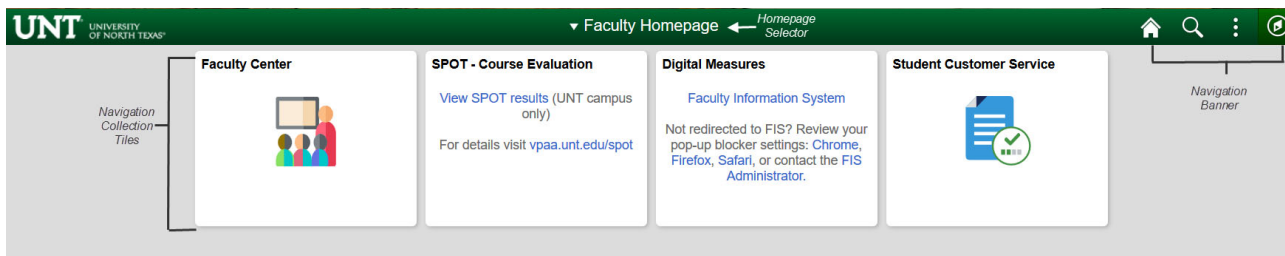 UNT UNIVERSITY
OF NORTH TEXAS®
▾ Faculty Homepage
Homepage
Selector
Navigation
Collection
Tiles
Faculty Center
SPOT - Course Evaluation
View SPOT results (UNT campus
only)
For details visit vpaa.unt.edu/spot
Digital Measures
Faculty Information System
Not redirected to FIS? Review your
pop-up blocker settings: Chrome,
Firefox, Safari, or contact the FIS
Administrator.
Student Customer Service
Navigation
Banner